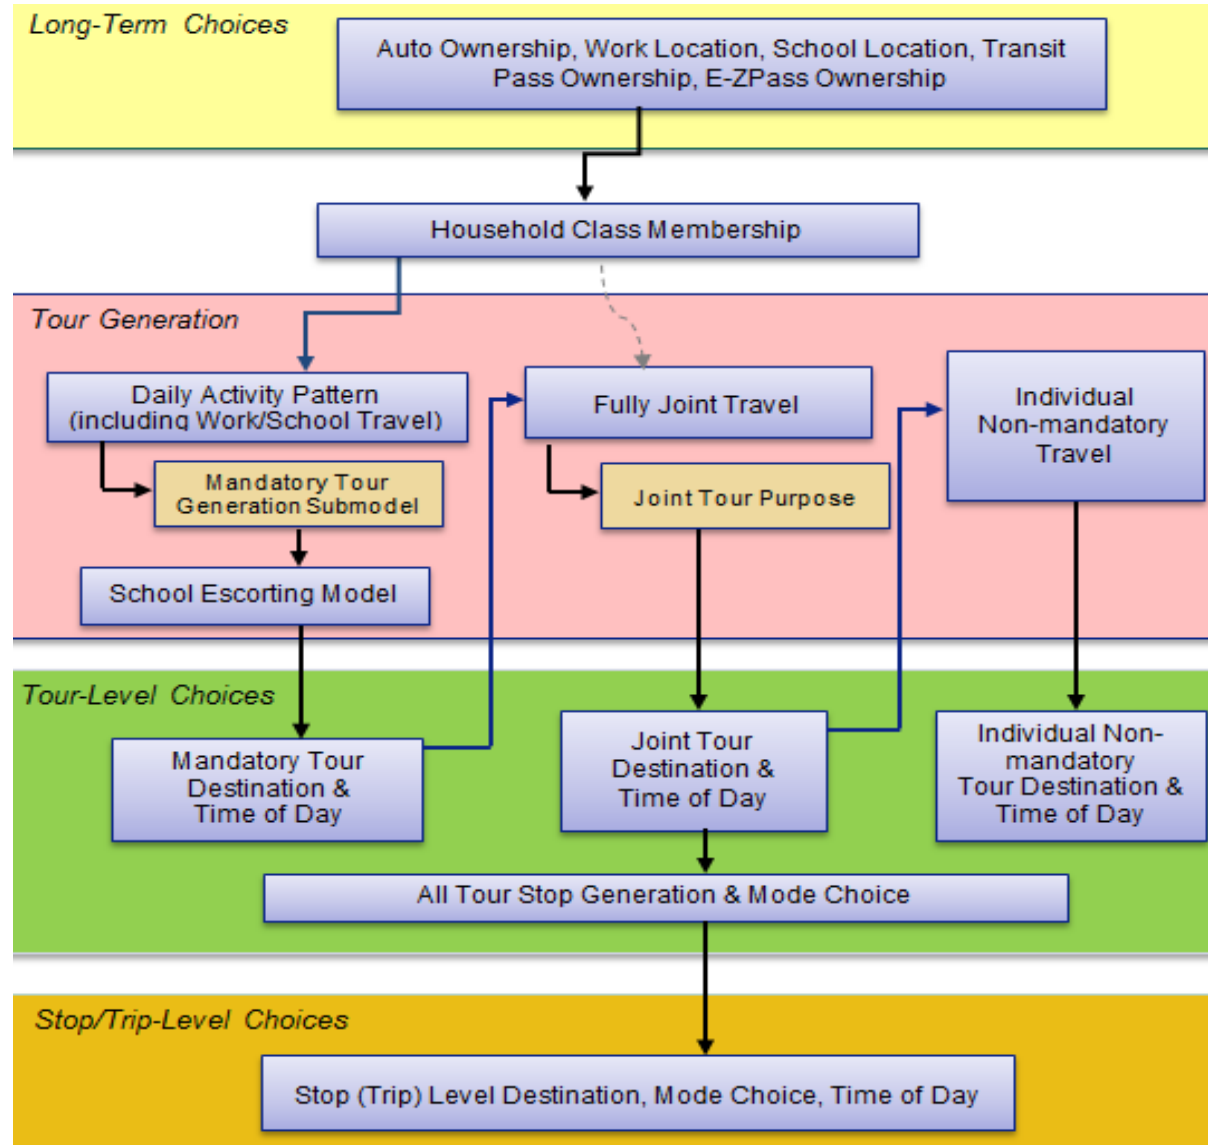 Long-Term Choices
Auto Ownership, Work Location, School Location, Transit
Pass Ownership, E-ZPass Ownership
Household Class Membership
Tour Generation
Daily Activity Pattern
(including Work/School Travel)
Mandatory Tour
Generation Submodel
School Escorting Model
Fully Joint Travel
Joint Tour Purpose
Individual
Non-mandatory
Travel
Tour-Level Choices
Mandatory Tour
Destination &
Time of Day
Joint Tour
Destination &
Time of Day
Individual Non-
mandatory
Tour Destination &
Time of Day
All Tour Stop Generation & Mode Choice
Stop/Trip-Level Choices
Stop (Trip) Level Destination, Mode Choice, Time of Day